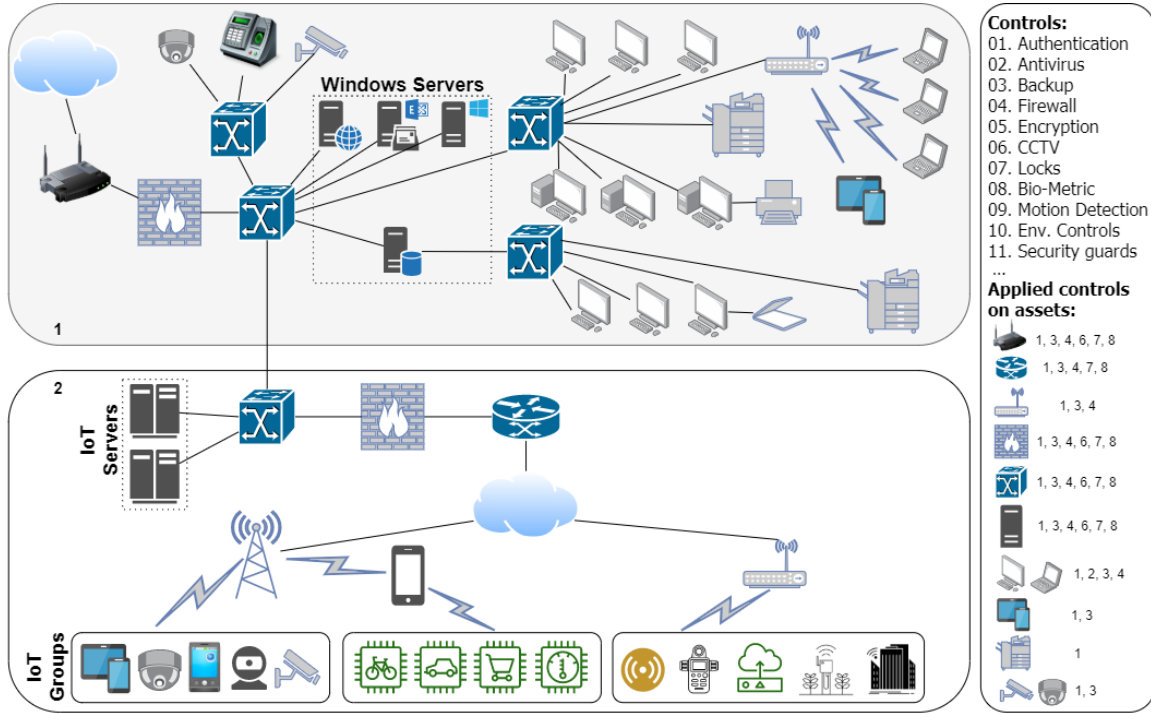 Windows Servers
1
2
IoT
Servers
IoT
Groups
Controls:
01. Authentication
02. Antivirus
03. Backup
04. Firewall
05. Encryption
06. CCTV
07. Locks
08. Bio-Metric
09. Motion Detection
10. Env. Controls
11. Security guards
...
Applied controls
on assets:
1, 3, 4, 6, 7, 8
1, 3, 4, 7, 8
1, 3, 4
1, 3, 4, 6, 7, 8
1, 3, 4, 6, 7, 8
1, 3, 4, 6, 7, 8
1, 2, 3, 4
1, 3
1
1, 3